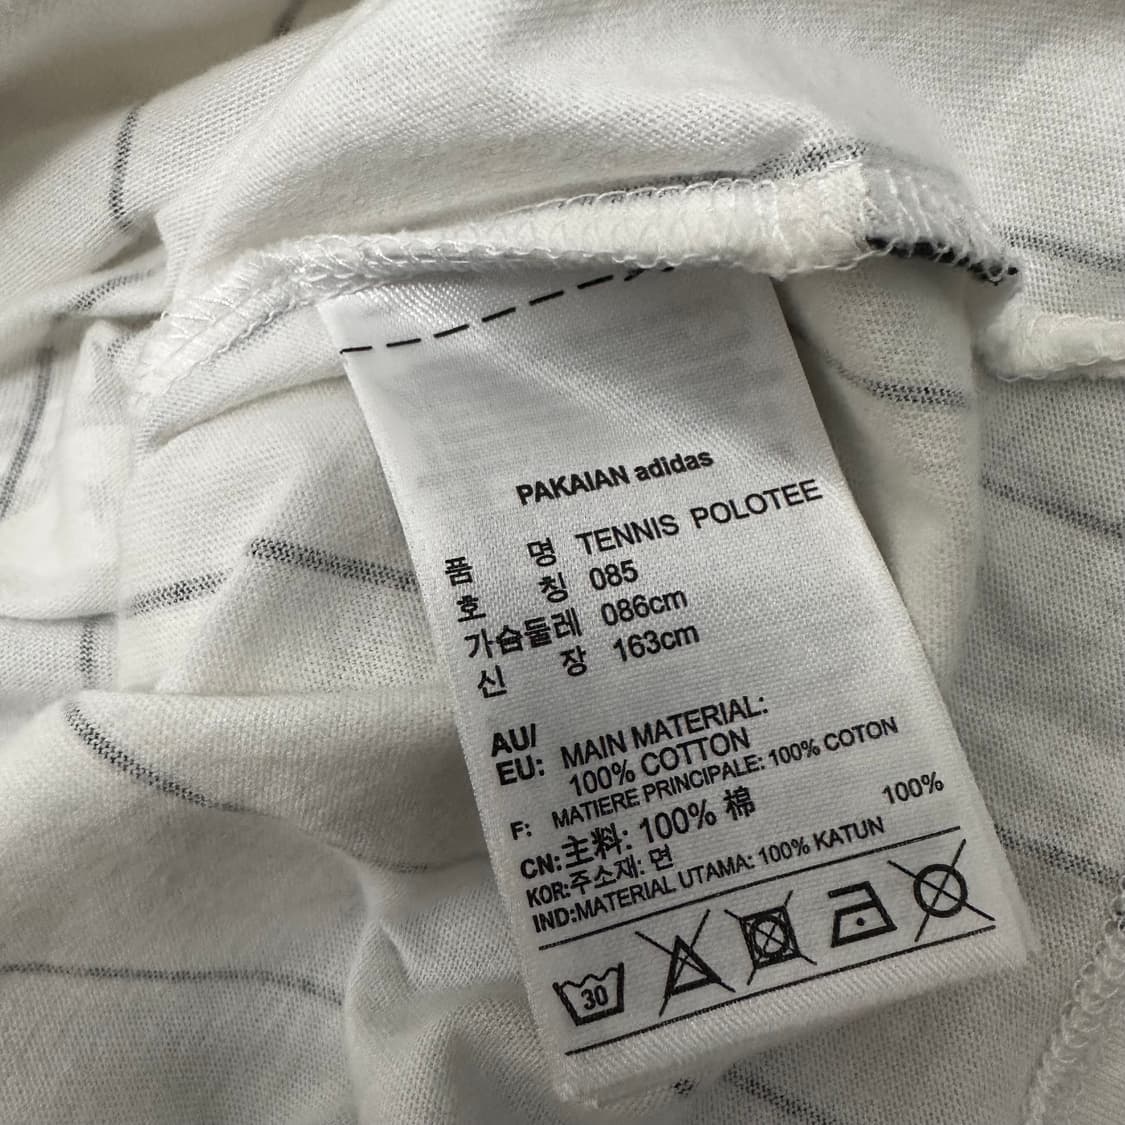 PAKAIAN adidas
품 명 TENNIS POLOTEE
호 칭 085
가슴둘레 086cm
신 장 163cm
AU/
EU: MAIN MATERIAL:
100% COTTON
F: MATIERE PRINCIPALE: 100% COTON
CN:主料: 100% 棉
KOR:주소재: 면 100%
IND:MATERIAL UTAMA: 100% KATUN
30